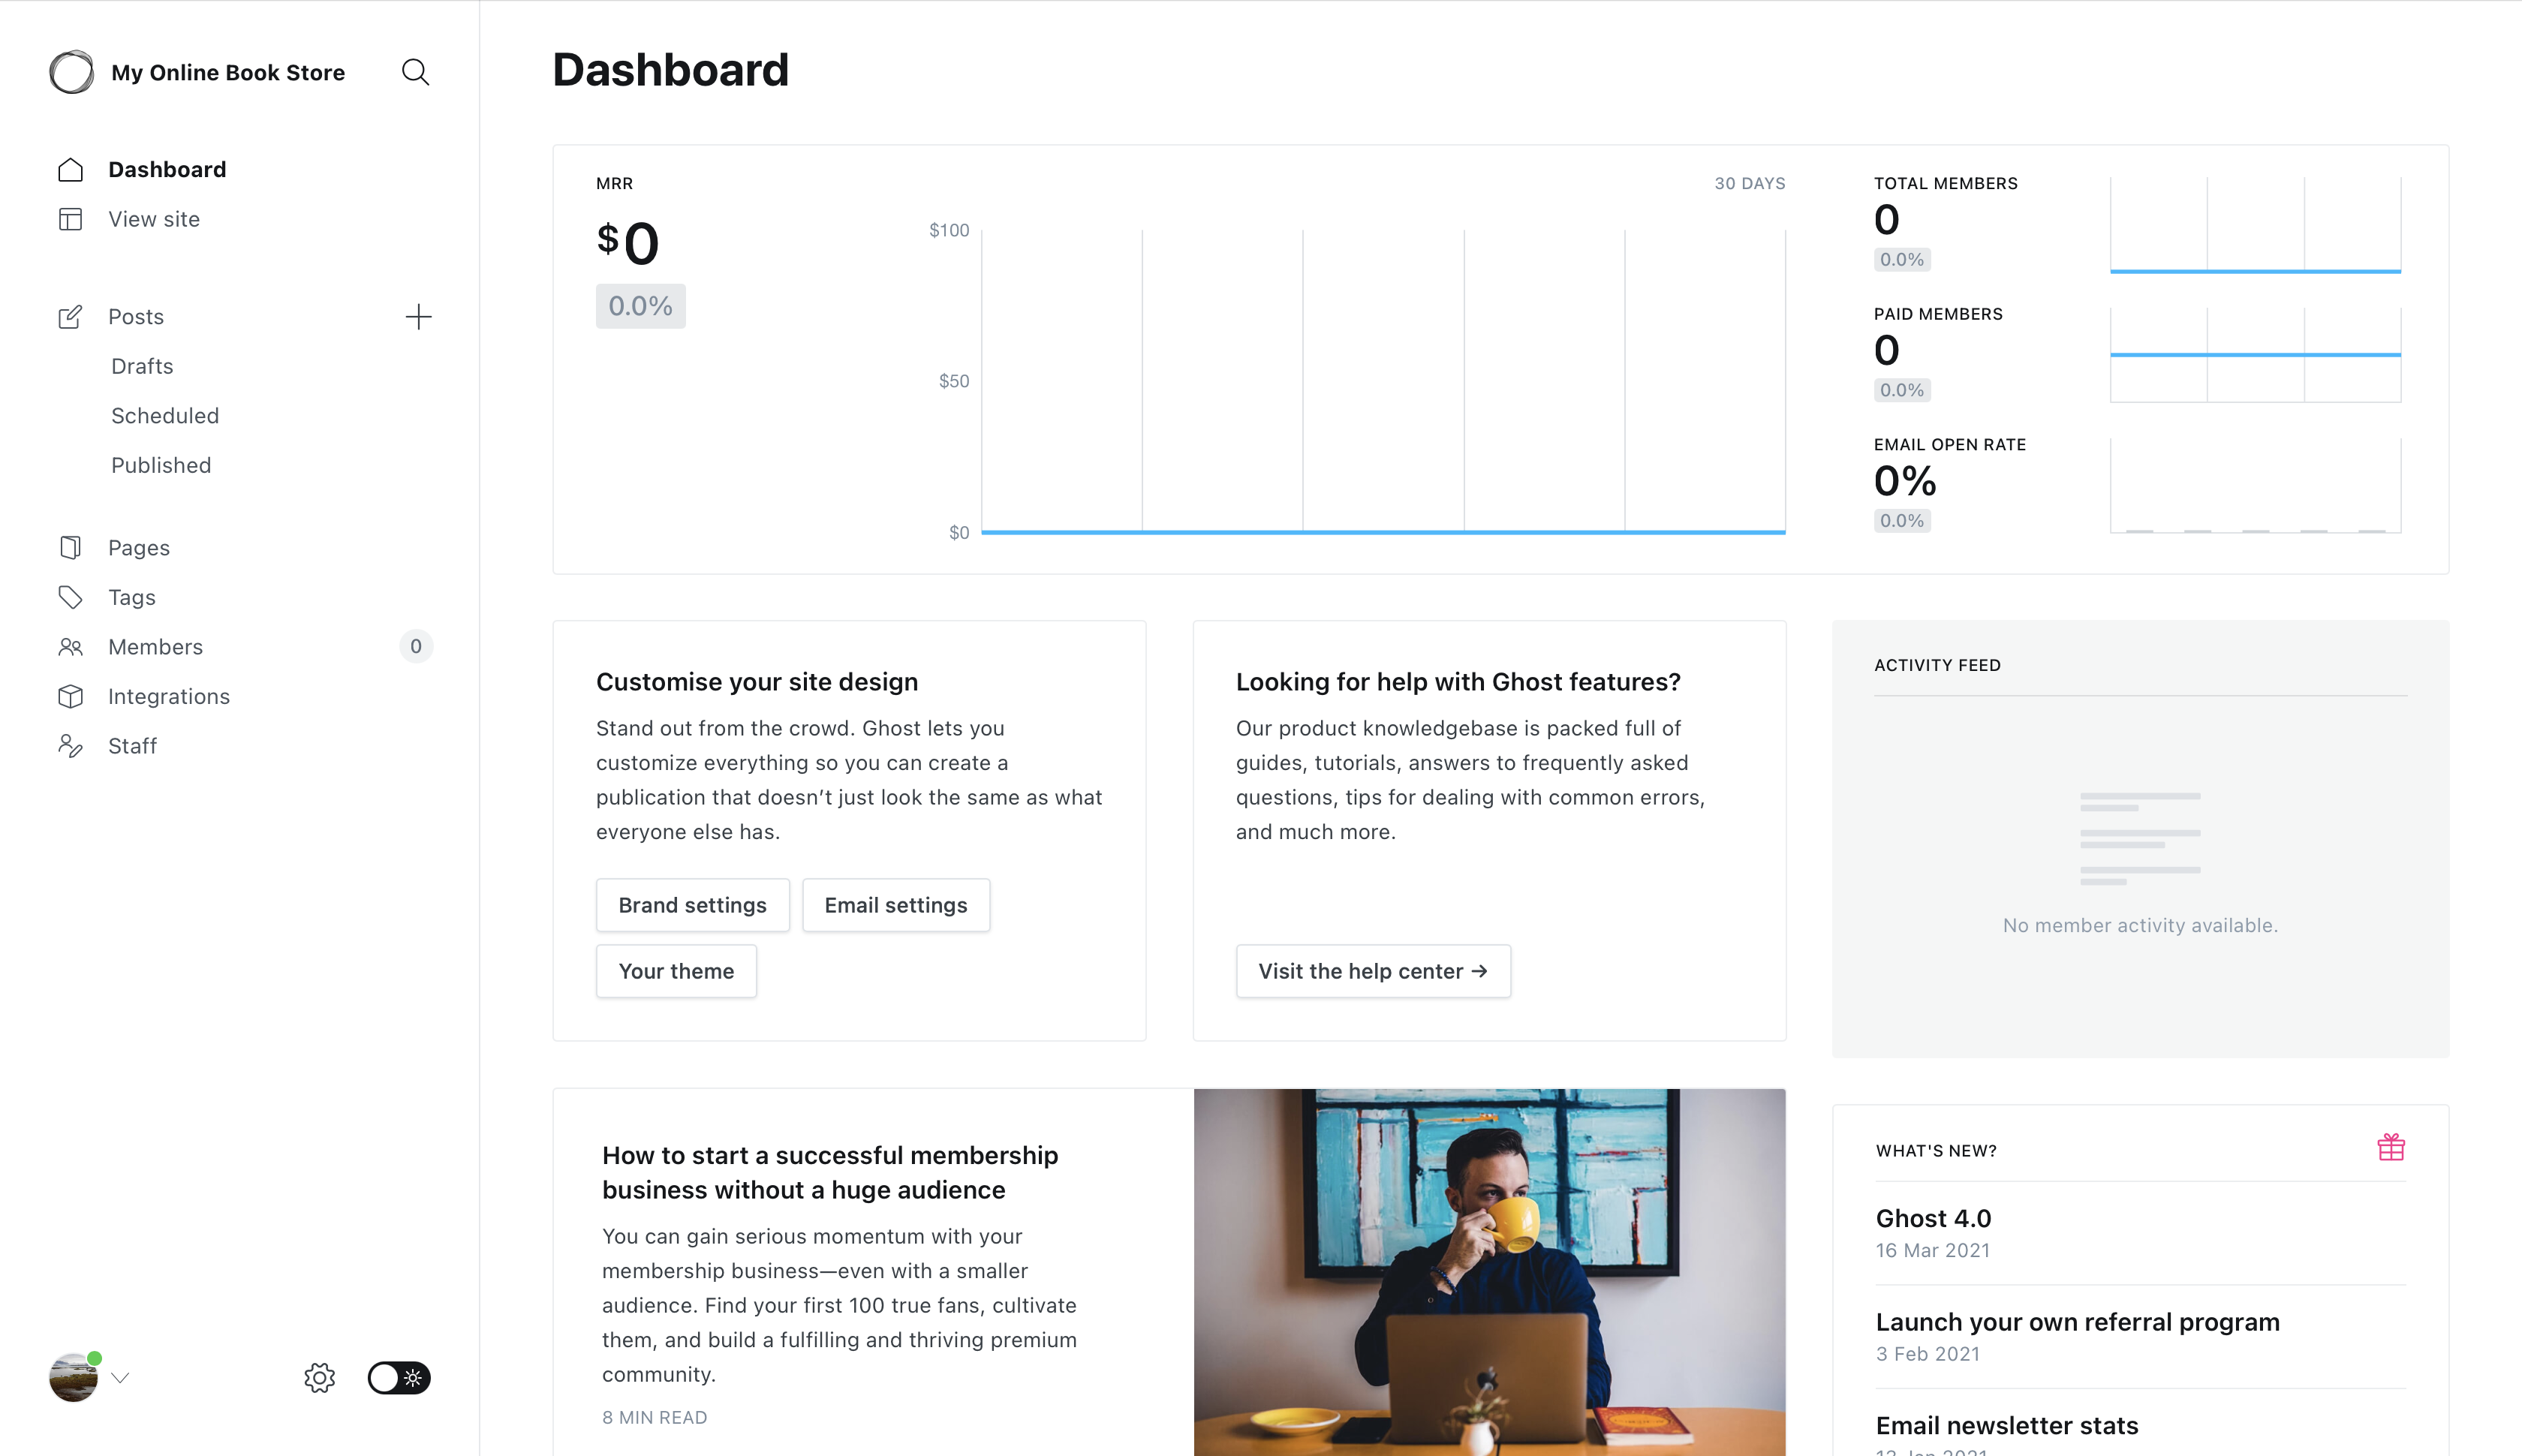 My Online Book Store
Dashboard
View site
Posts
Drafts
Scheduled
Published
Pages
Tags
Members
0
Integrations
Staff
Dashboard
MRR
$0
0.0%
30 DAYS
$100
$50
$0
TOTAL MEMBERS
0
0.0%
PAID MEMBERS
0
0.0%
EMAIL OPEN RATE
0%
0.0%
Customise your site design
Stand out from the crowd. Ghost lets you
customize everything so you can create a
publication that doesn’t just look the same as what
everyone else has.
Brand settings
Email settings
Your theme
Looking for help with Ghost features?
Our product knowledgebase is packed full of
guides, tutorials, answers to frequently asked
questions, tips for dealing with common errors,
and much more.
Visit the help center →
ACTIVITY FEED
No member activity available.
How to start a successful membership
business without a huge audience
You can gain serious momentum with your
membership business—even with a smaller
audience. Find your first 100 true fans, cultivate
them, and build a fulfilling and thriving premium
community.
8 MIN READ
WHAT'S NEW?
Ghost 4.0
16 Mar 2021
Launch your own referral program
3 Feb 2021
Email newsletter stats